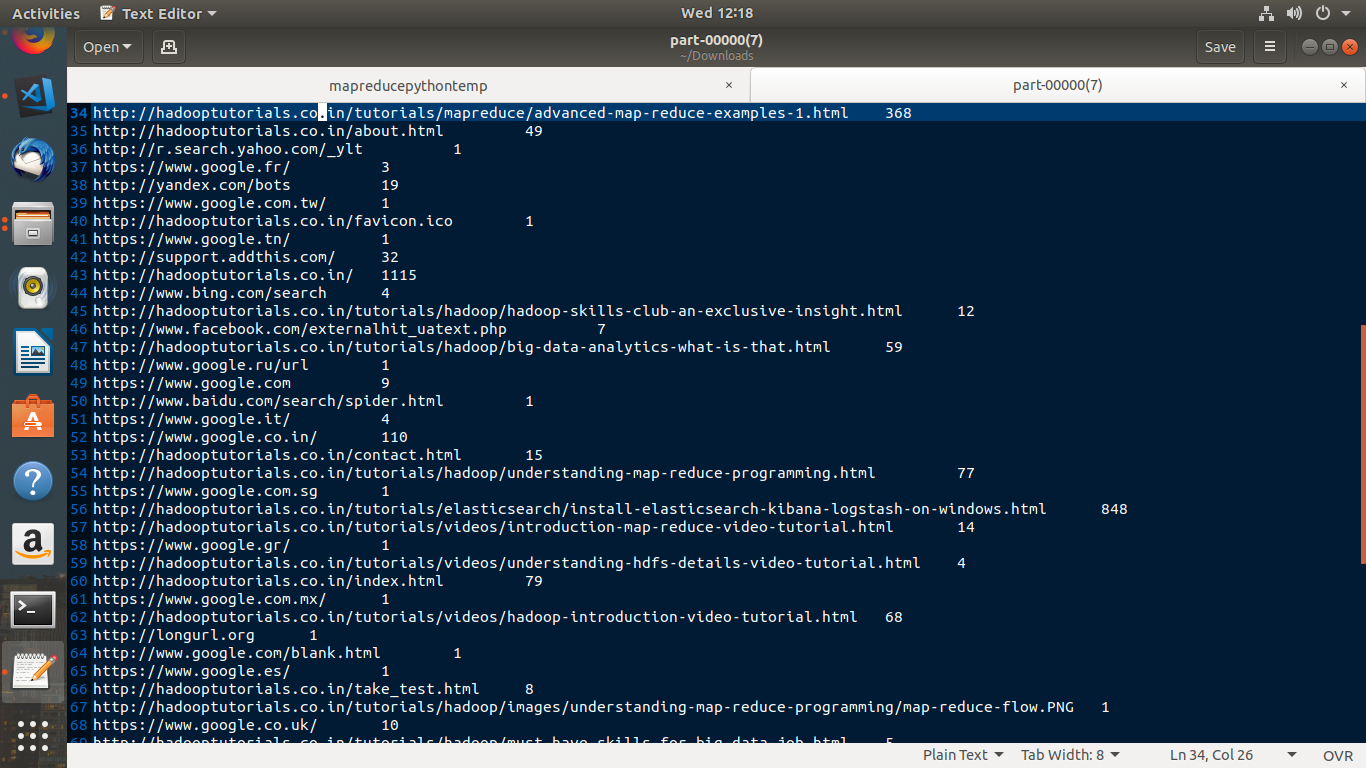 Activities Text Editor Wed 12:18
Open part-00000(7) Save
~/Downloads
mapreducepythontemp × part-00000(7) ×
34 http://hadooptutorials.co.in/tutorials/mapreduce/advanced-map-reduce-examples-1.html 368
35 http://hadooptutorials.co.in/about.html 49
36 http://r.search.yahoo.com/_ylt 1
37 https://www.google.fr/ 3
38 http://yandex.com/bots 19
39 https://www.google.com.tw/ 1
40 http://hadooptutorials.co.in/favicon.ico 1
41 https://www.google.tn/ 1
42 http://support.addthis.com/ 32
43 http://hadooptutorials.co.in/ 1115
44 http://www.bing.com/search 4
45 http://hadooptutorials.co.in/tutorials/hadoop/hadoop-skills-club-an-exclusive-insight.html 12
46 http://www.facebook.com/externalhit_uatext.php 7
47 http://hadooptutorials.co.in/tutorials/hadoop/big-data-analytics-what-is-that.html 59
48 http://www.google.ru/url 1
49 https://www.google.com 9
50 http://www.baidu.com/search/spider.html 1
51 https://www.google.it/ 4
52 https://www.google.co.in/ 110
53 http://hadooptutorials.co.in/contact.html 15
54 http://hadooptutorials.co.in/tutorials/hadoop/understanding-map-reduce-programming.html 77
55 https://www.google.com.sg 1
56 http://hadooptutorials.co.in/tutorials/elasticsearch/install-elasticsearch-kibana-logstash-on-windows.html 848
57 http://hadooptutorials.co.in/tutorials/videos/introduction-map-reduce-video-tutorial.html 14
58 https://www.google.gr/ 1
59 http://hadooptutorials.co.in/tutorials/videos/understanding-hdfs-details-video-tutorial.html 4
60 http://hadooptutorials.co.in/index.html 79
61 https://www.google.com.mx/ 1
62 http://hadooptutorials.co.in/tutorials/videos/hadoop-introduction-video-tutorial.html 68
63 http://longurl.org 1
64 http://www.google.com/blank.html 1
65 https://www.google.es/ 1
66 http://hadooptutorials.co.in/take_test.html 8
67 http://hadooptutorials.co.in/tutorials/hadoop/images/understanding-map-reduce-programming/map-reduce-flow.PNG 1
68 https://www.google.co.uk/ 10
69 http://hadooptutorials.co.in/tutorials/hadoop/must-have-skills-for-big-data-job.html 5
Plain Text Tab Width: 8 Ln 34, Col 26 OVR